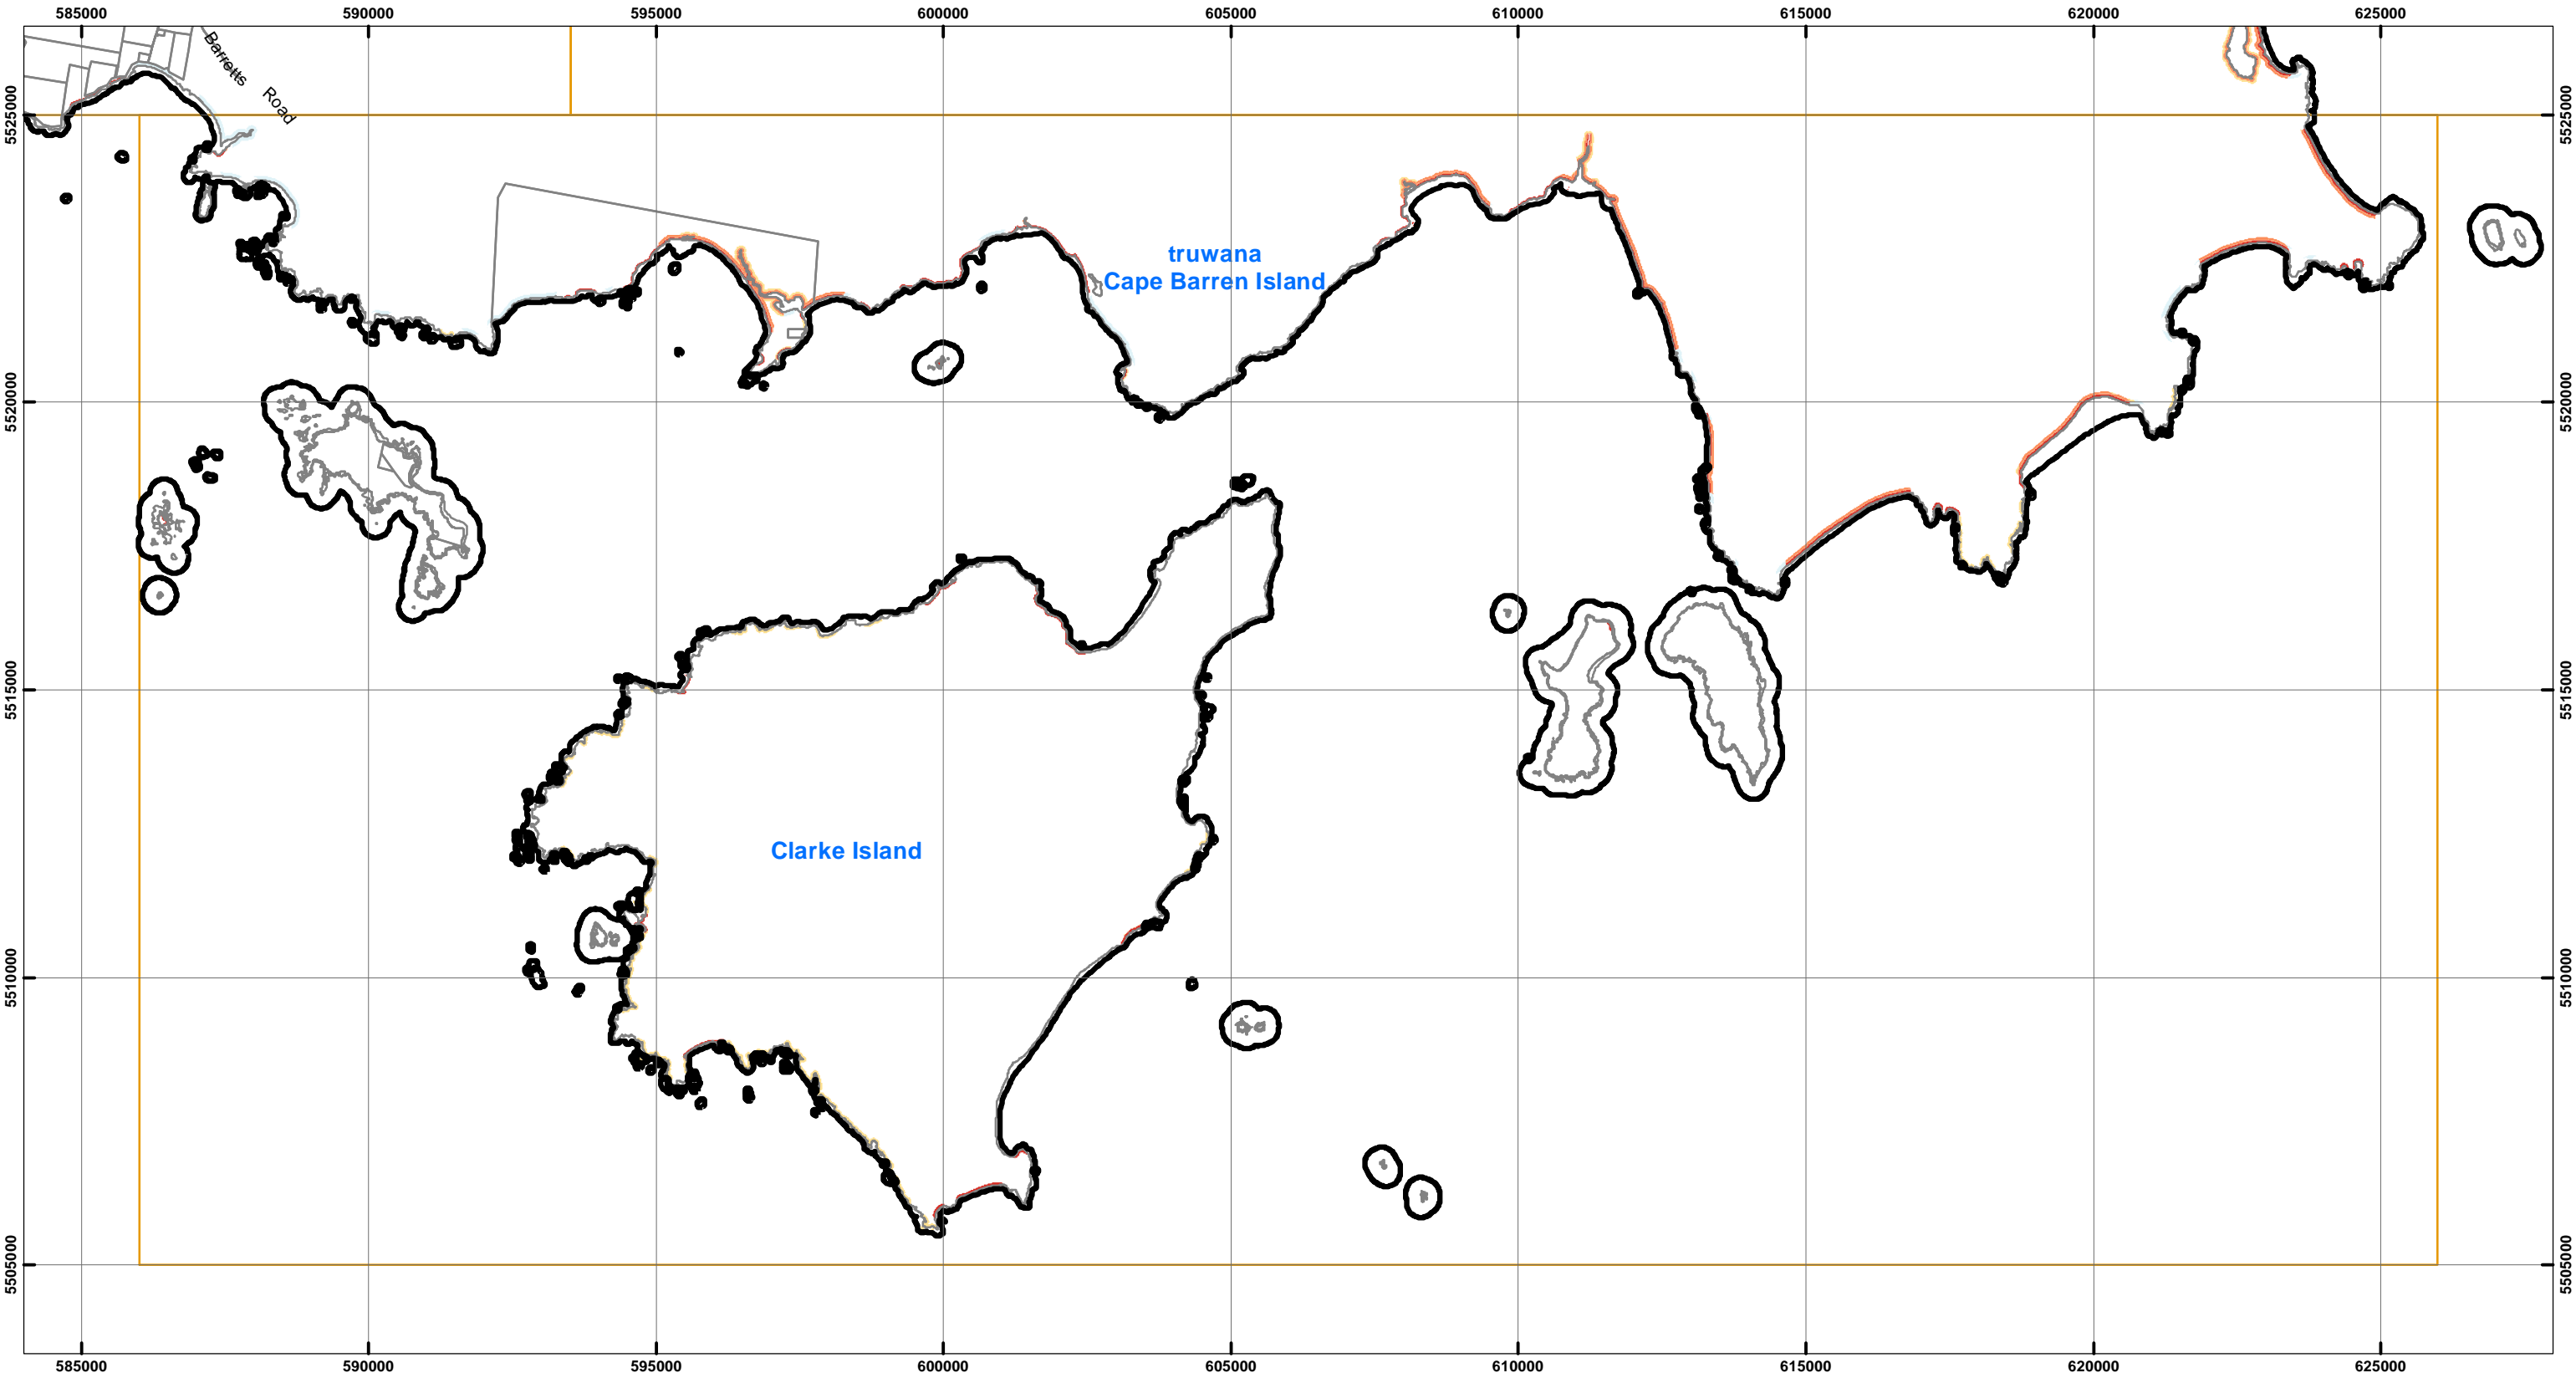 585000 590000 595000 600000 605000 610000 615000 620000 625000
Barretts
Road
5525000 5525000
truwana
Cape Barren Island
5520000 5520000
5515000 5515000
Clarke Island
5510000 5510000
5505000 5505000
585000 590000 595000 600000 605000 610000 615000 620000 625000